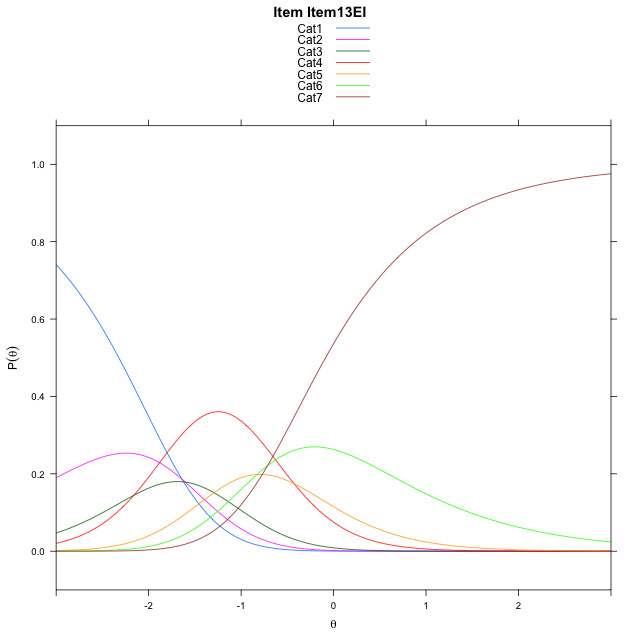 Item Item13EI
Cat1
Cat2
Cat3
Cat4
Cat5
Cat6
Cat7
1.0
0.8
0.6
0.4
0.2
0.0
P(θ)
-2 -1 0 1 2
θ